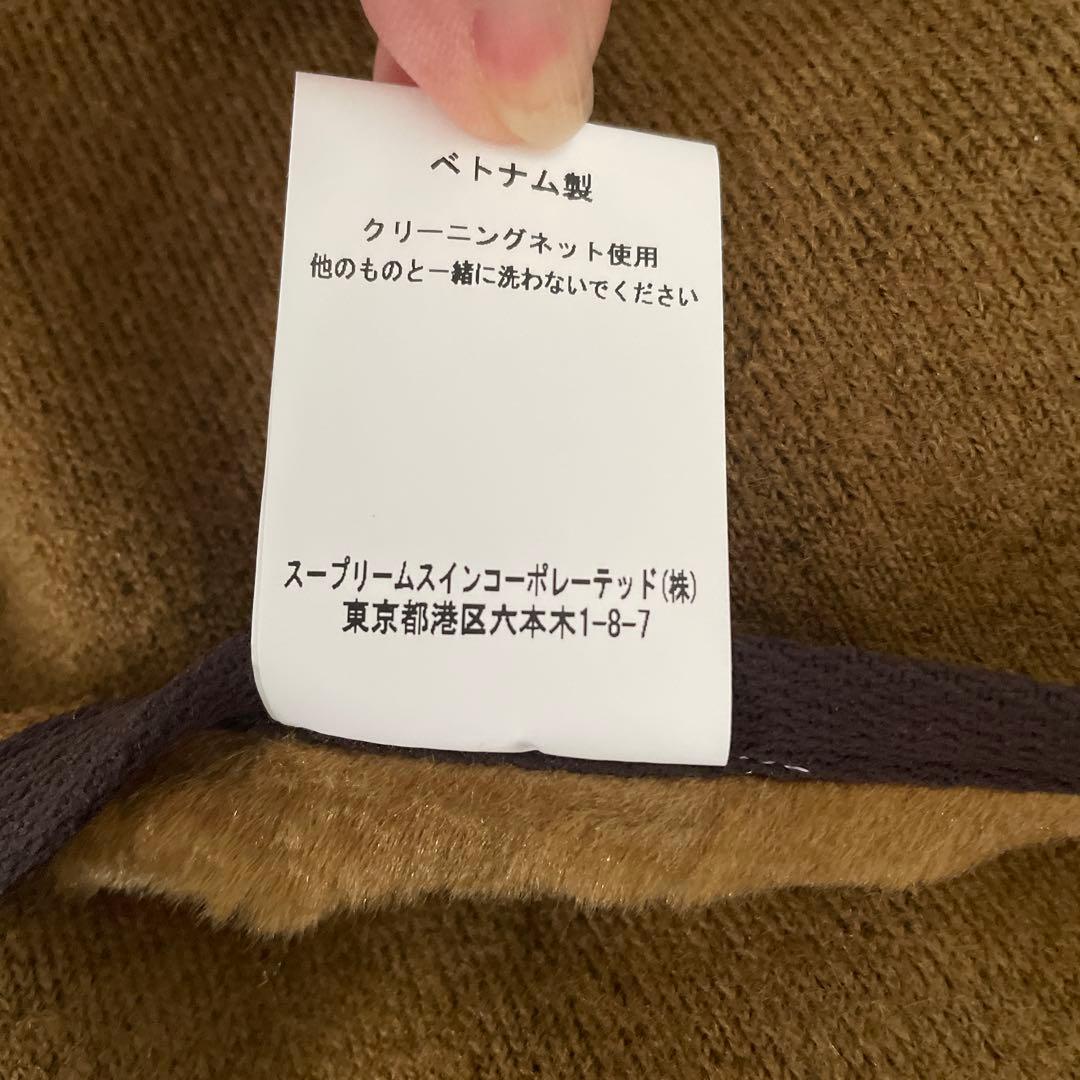 ベトナム製
クリーニングネット使用
他のものと一緒に洗わないでください
スープリームスインコーポレーテッド(株)
東京都港区六本木1-8-7